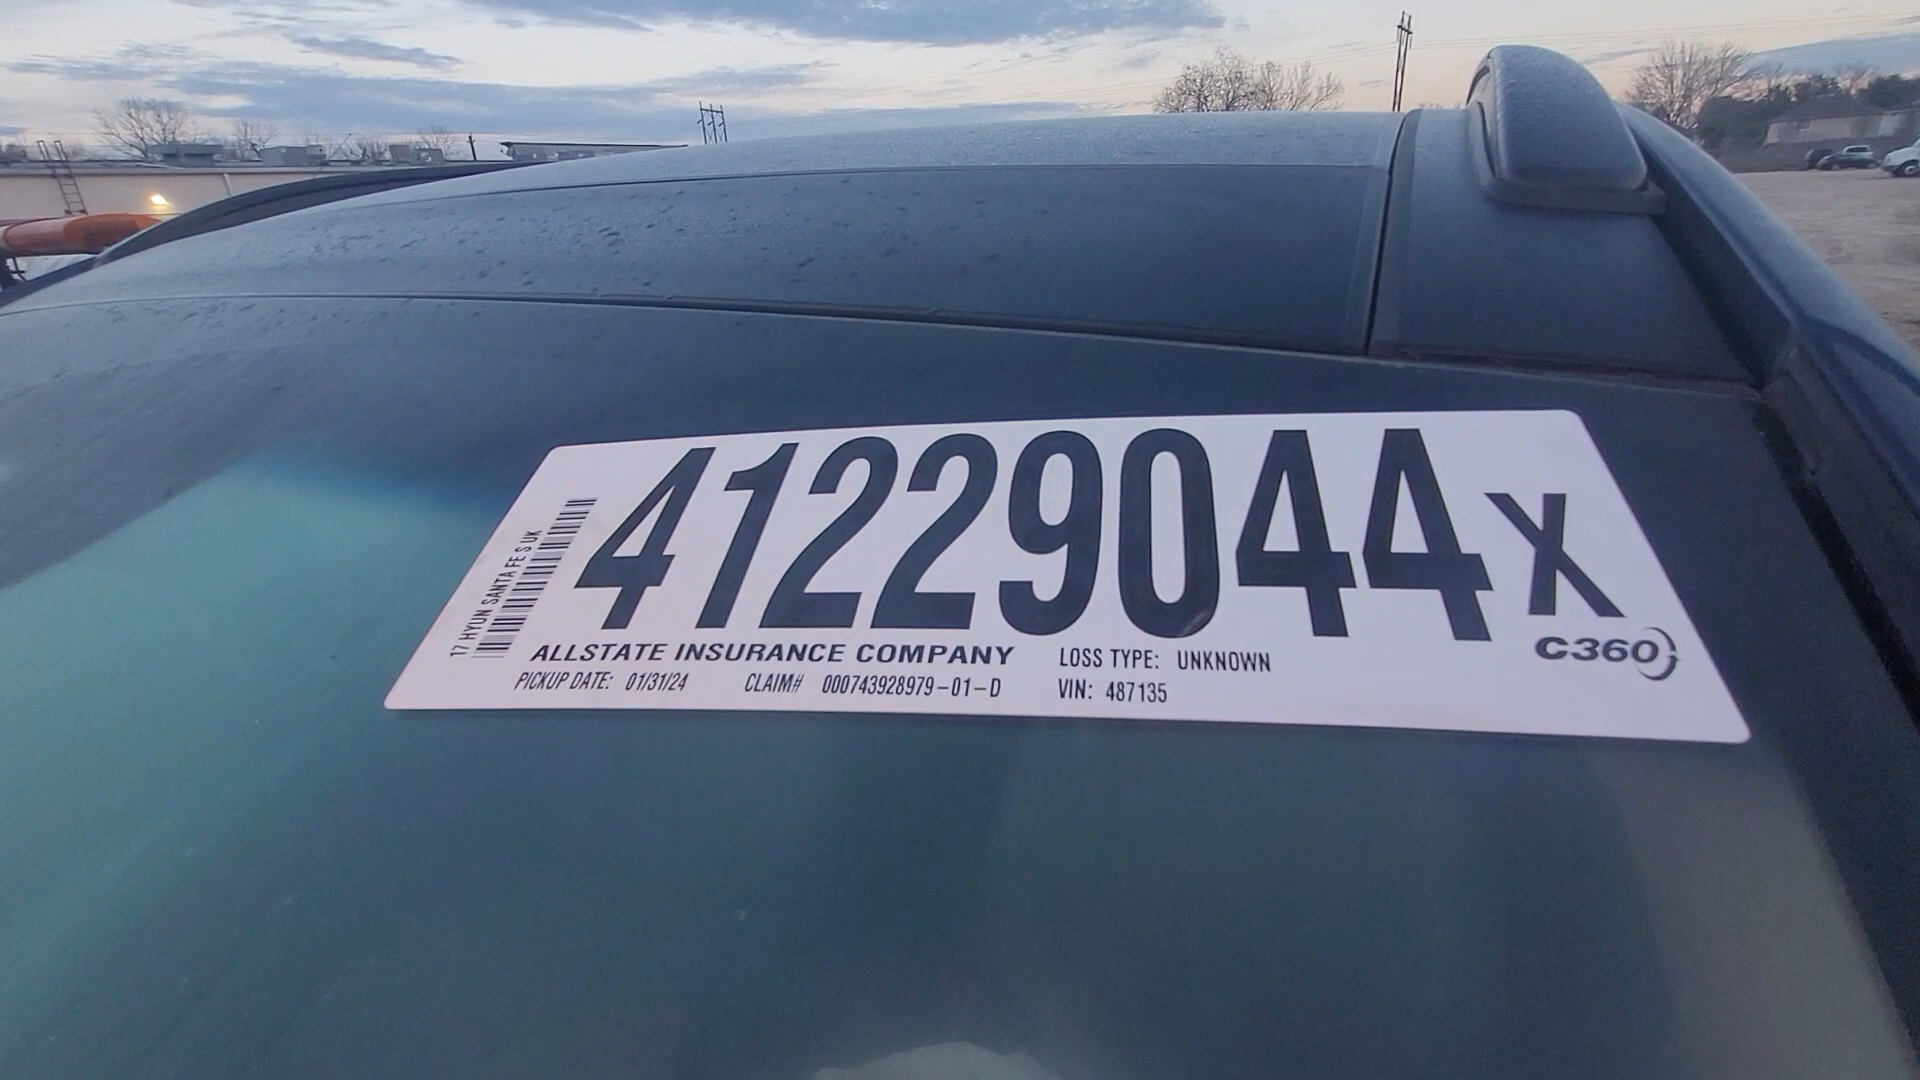 17 HYUN SANTA FE S UK
41229044X
C360
ALLSTATE INSURANCE COMPANY
LOSS TYPE: UNKNOWN
PICKUP DATE: 01/31/24 CLAIM# 000743928979-01-D
VIN: 487135